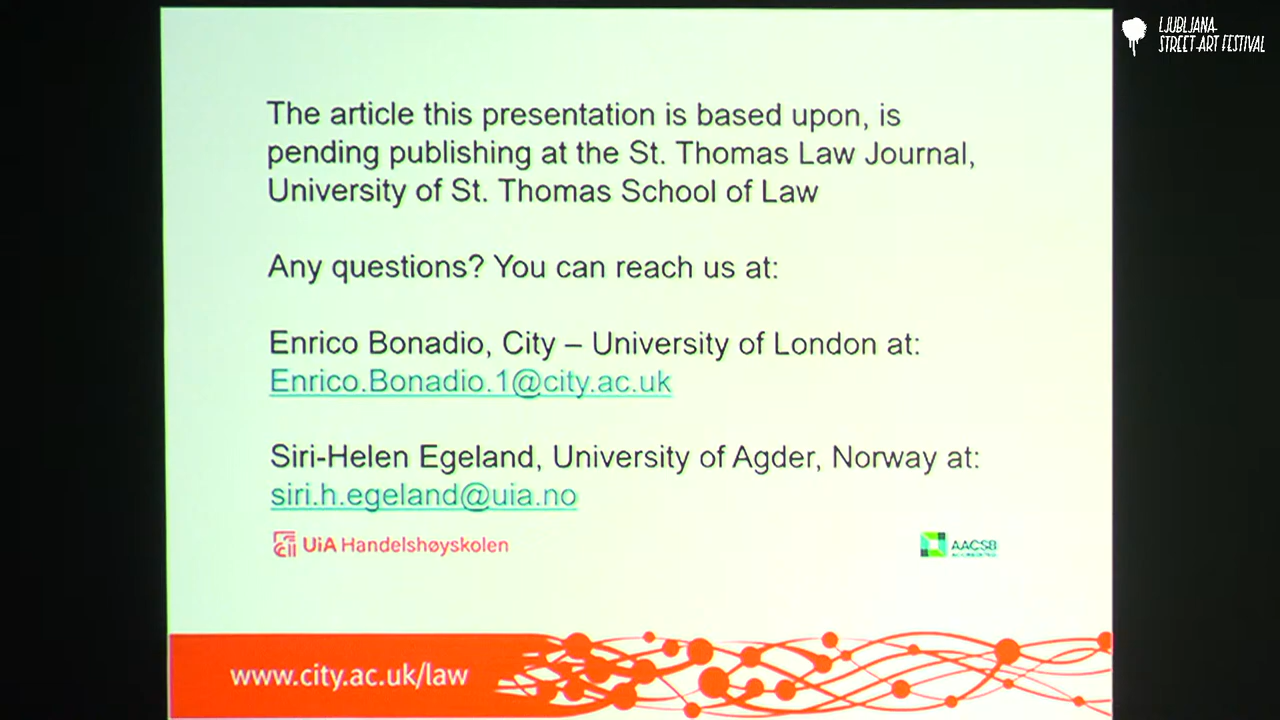 LJUBLJANA
STREET ART FESTIVAL
The article this presentation is based upon, is
pending publishing at the St. Thomas Law Journal,
University of St. Thomas School of Law
Any questions? You can reach us at:
Enrico Bonadio, City – University of London at:
Enrico.Bonadio.1@city.ac.uk
Siri-Helen Egeland, University of Agder, Norway at:
siri.h.egeland@uia.no
UiA Handelshøyskolen
AACSB
ACCREDITED
www.city.ac.uk/law